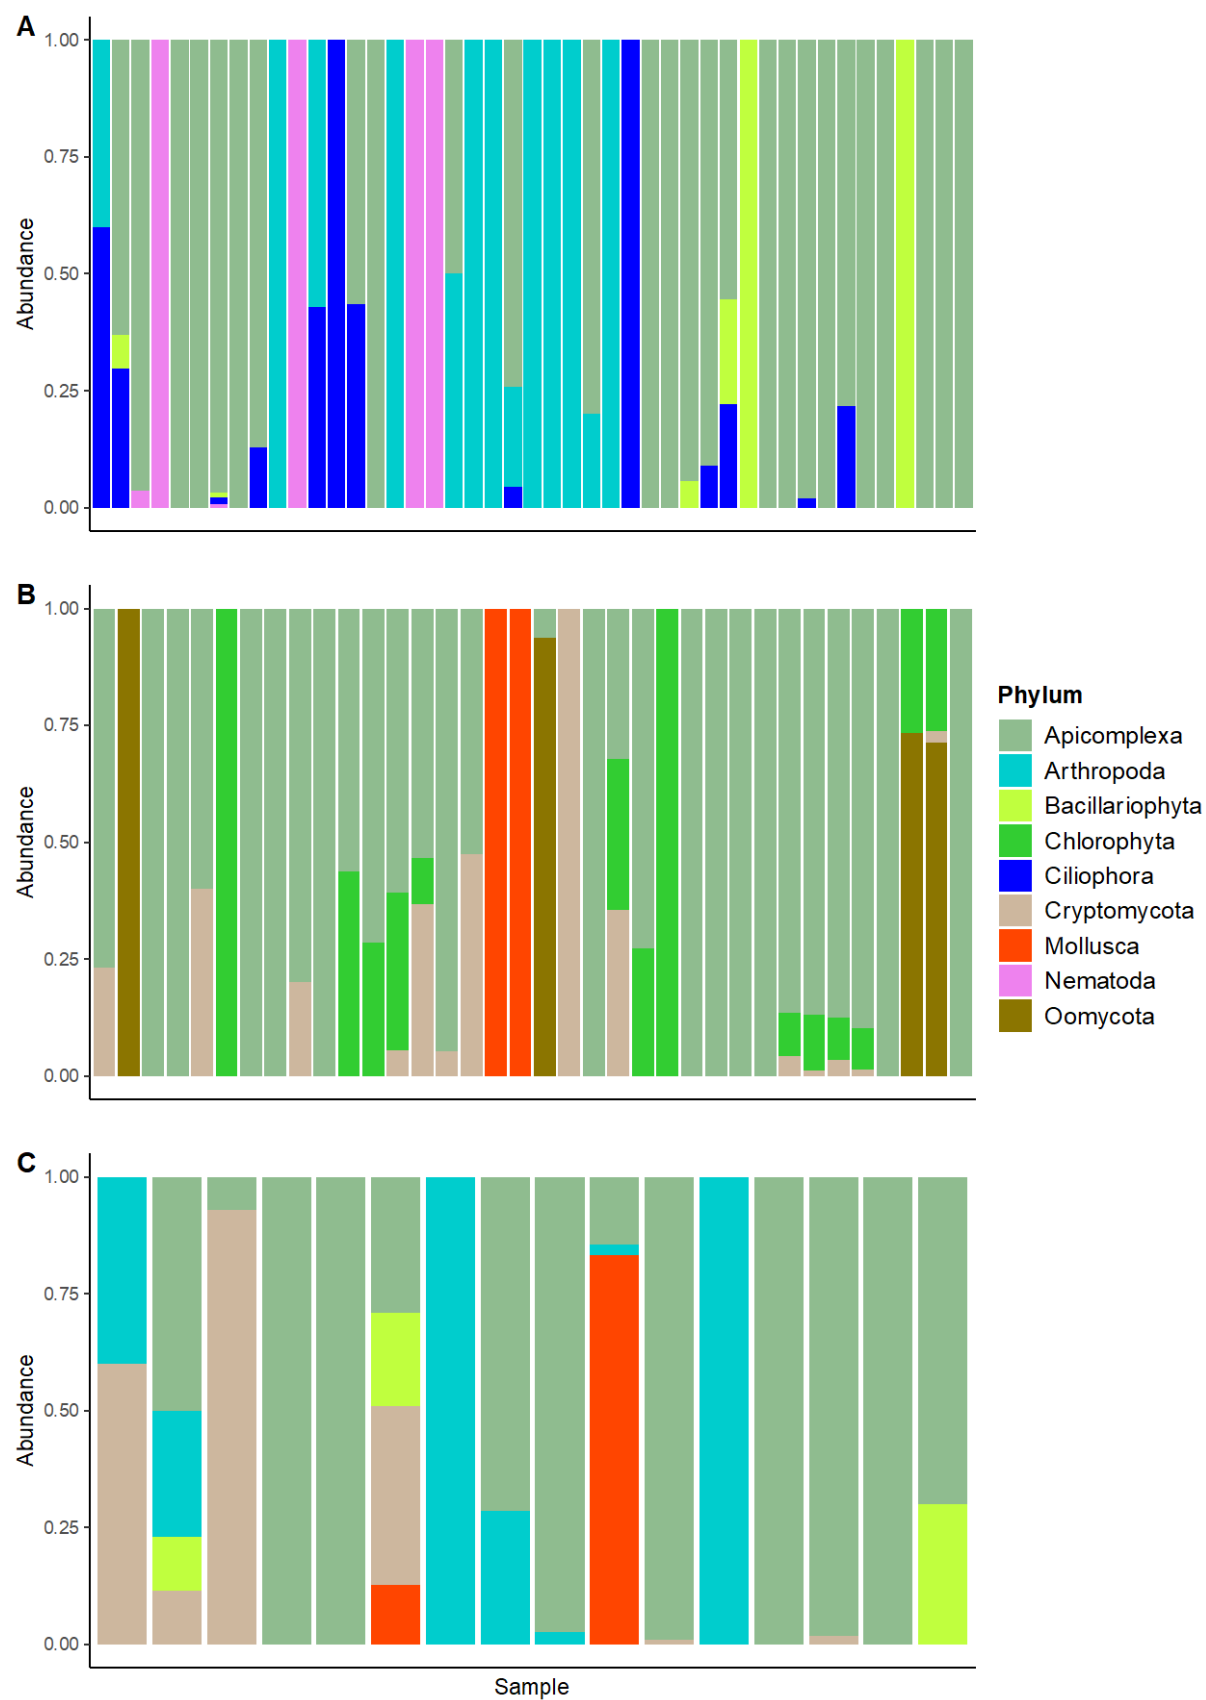 A
1.00
0.75
0.50
0.25
0.00
Abundance
B
1.00
0.75
0.50
0.25
0.00
Abundance
Phylum
Apicomplexa
Arthropoda
Bacillariophyta
Chlorophyta
Ciliophora
Cryptomycota
Mollusca
Nematoda
Oomycota
C
1.00
0.75
0.50
0.25
0.00
Abundance
Sample